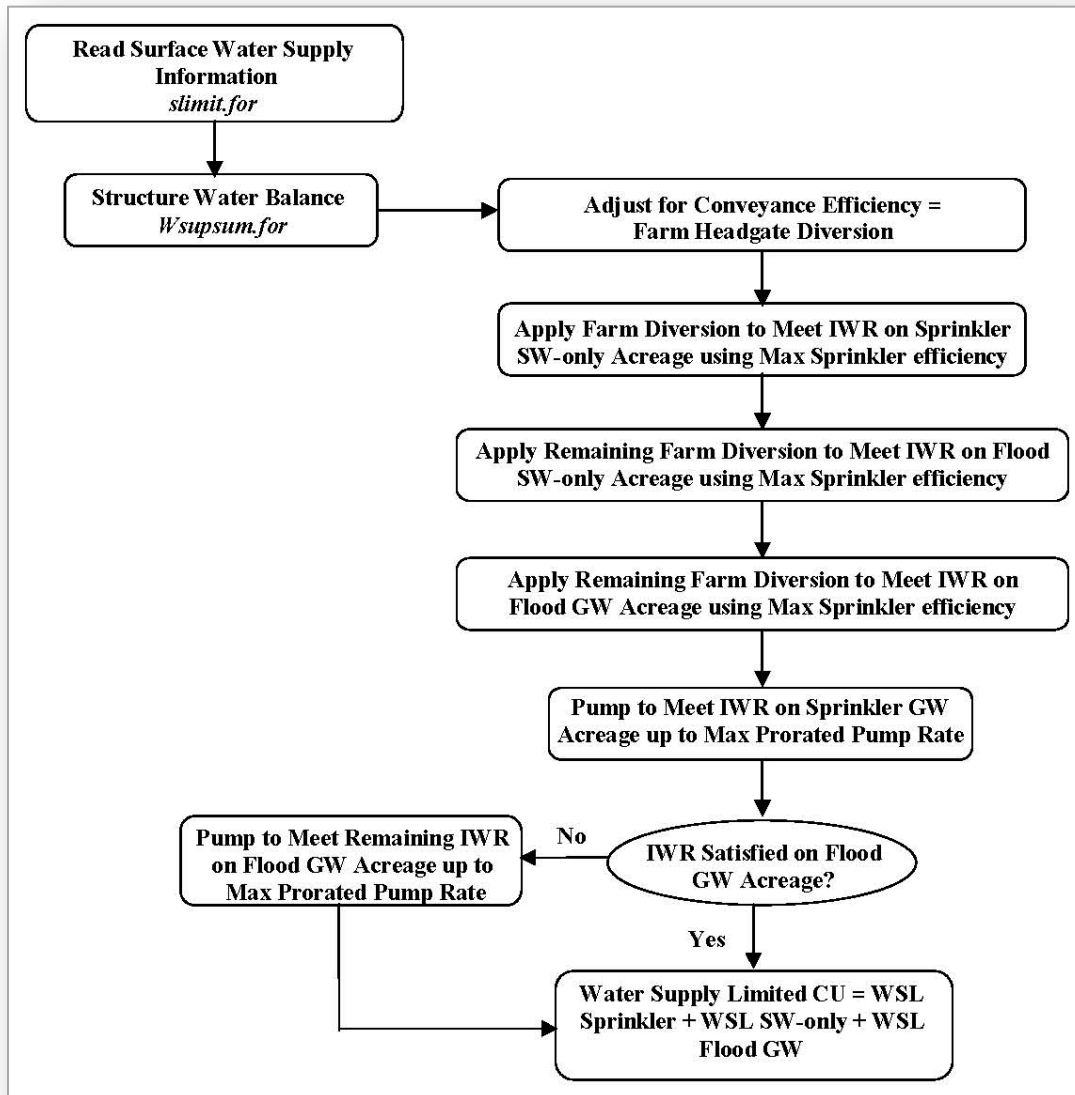 Read Surface Water Supply
Information
slimit.for
Structure Water Balance
Wsupsum.for
Adjust for Conveyance Efficiency =
Farm Headgate Diversion
Apply Farm Diversion to Meet IWR on Sprinkler
SW-only Acreage using Max Sprinkler efficiency
Apply Remaining Farm Diversion to Meet IWR on Flood
SW-only Acreage using Max Sprinkler efficiency
Apply Remaining Farm Diversion to Meet IWR on
Flood GW Acreage using Max Sprinkler efficiency
Pump to Meet IWR on Sprinkler GW
Acreage up to Max Prorated Pump Rate
IWR Satisfied on Flood
GW Acreage?
No
Pump to Meet Remaining IWR
on Flood GW Acreage up to
Max Prorated Pump Rate
Yes
Water Supply Limited CU = WSL
Sprinkler + WSL SW-only + WSL
Flood GW